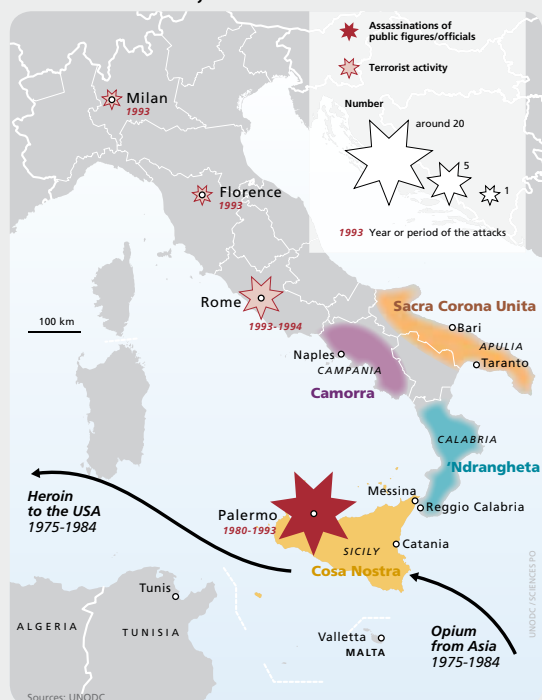 Assassinations of
public figures/officials
Terrorist activity
Number
around 20
5
1
1993 Year or period of the attacks
Milan
1993
Florence
1993
Rome
1993-1994
100 km
Sacra Corona Unita
Bari
APULIA
Taranto
Naples
CAMPANIA
Camorra
CALABRIA
'Ndrangheta
Messina
Reggio Calabria
Heroin
to the USA
1975-1984
Palermo
1980-1993
SICILY
Catania
Cosa Nostra
Tunis
ALGERIA
TUNISIA
Valletta
MALTA
Opium
from Asia
1975-1984
UNODC / SCIENCES PO
Sources: UNODC